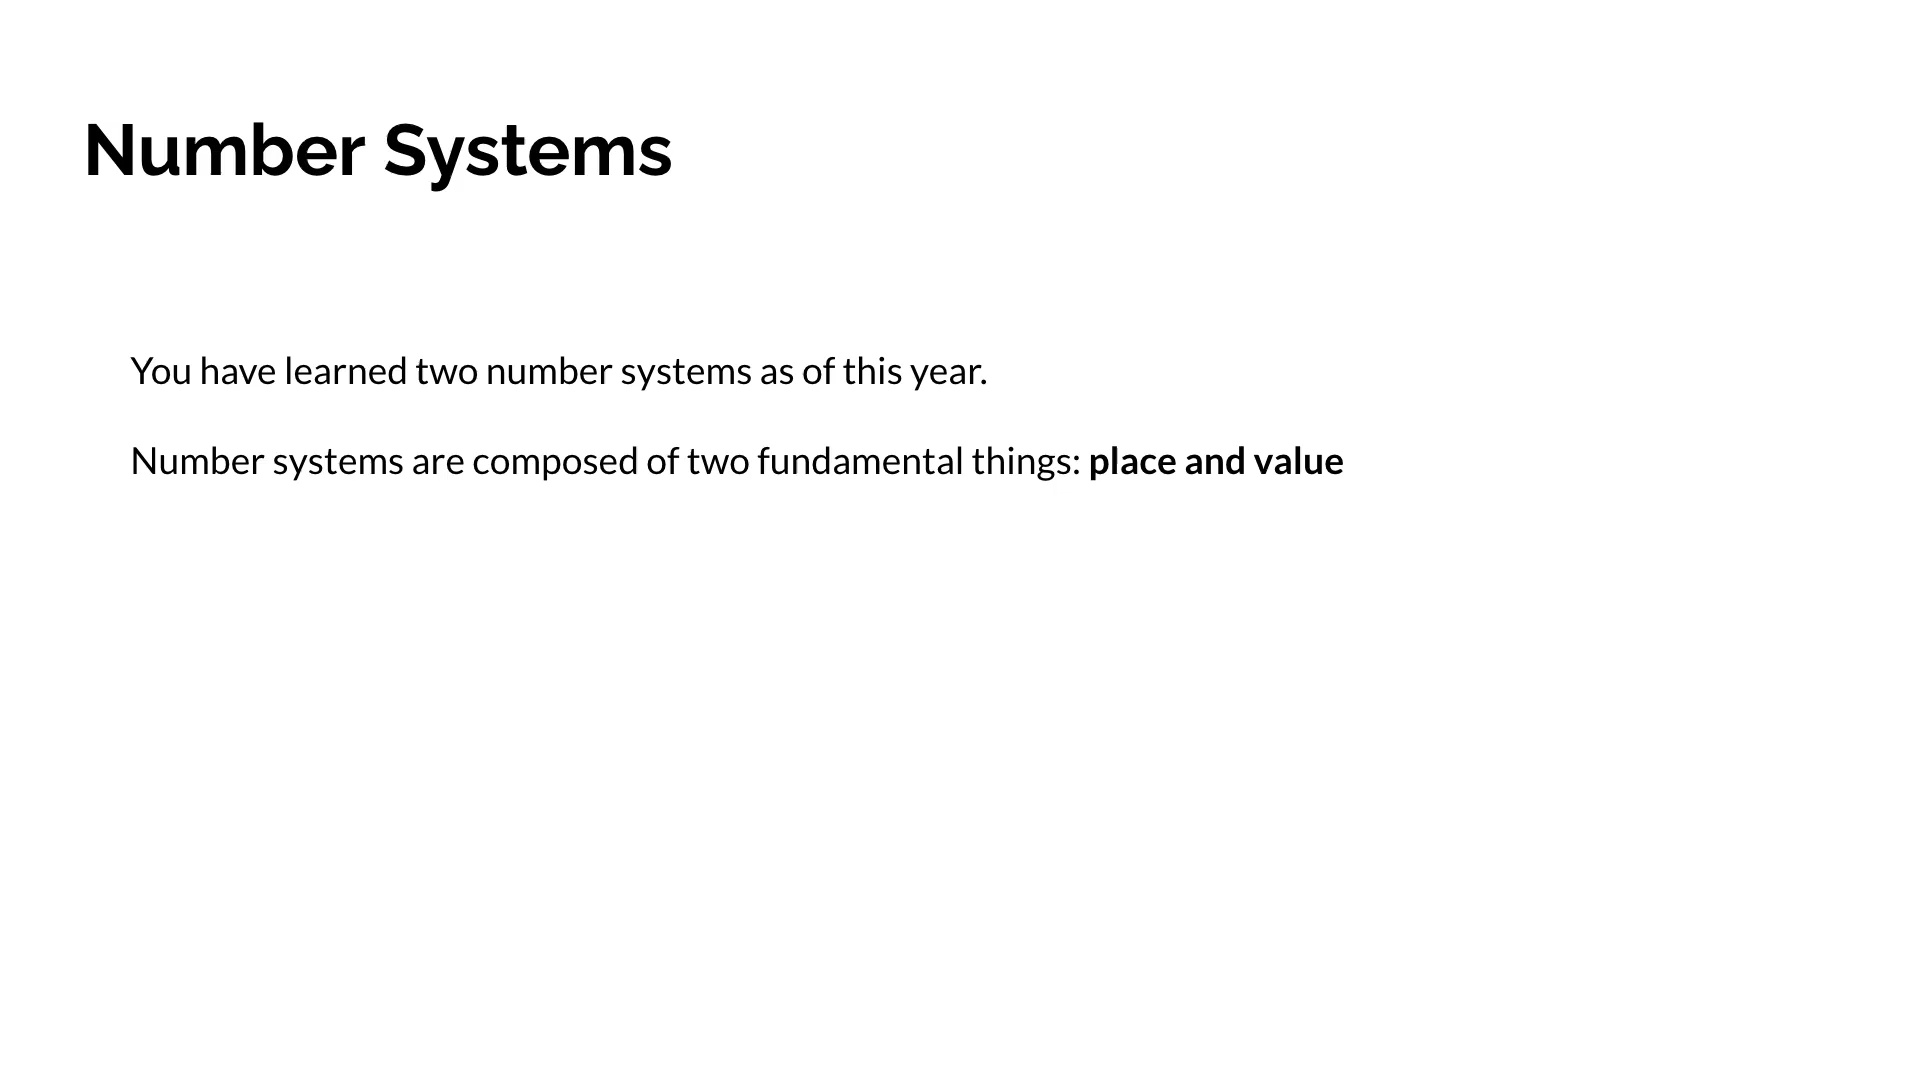 Number Systems
You have learned two number systems as of this year.
Number systems are composed of two fundamental things: place and value